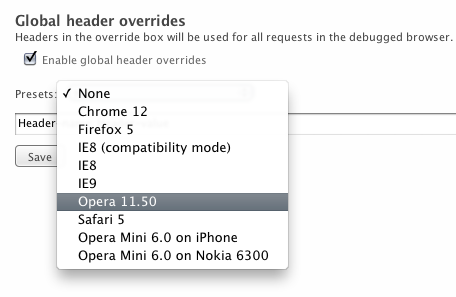 Global header overrides
Headers in the override box will be used for all requests in the debugged browser.
Enable global header overrides
Presets:
✓ None
Chrome 12
Firefox 5
IE8 (compatibility mode)
IE8
IE9
Opera 11.50
Safari 5
Opera Mini 6.0 on iPhone
Opera Mini 6.0 on Nokia 6300
Header
Save